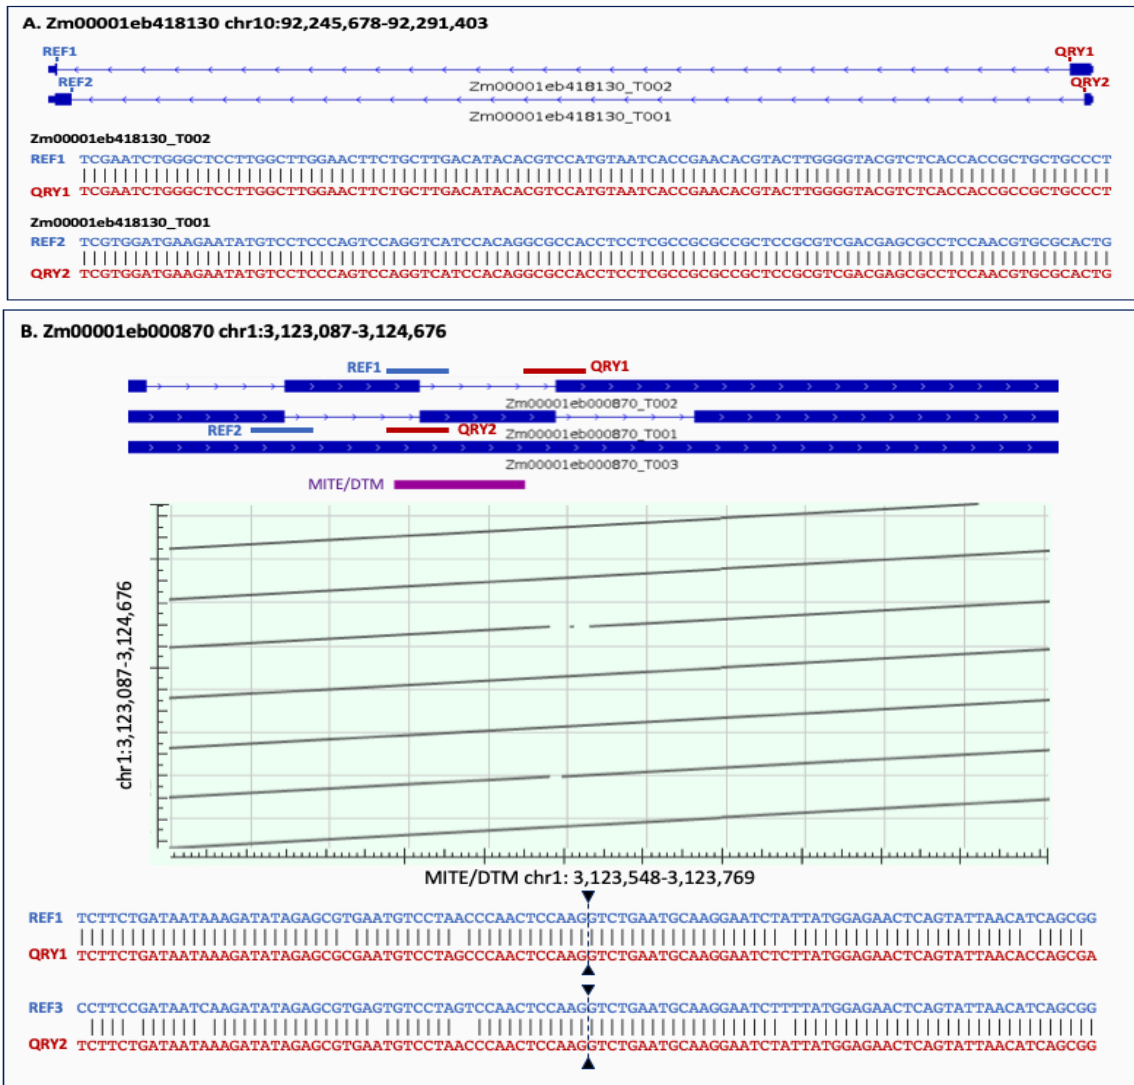 A. Zm00001eb418130 chr10:92,245,678-92,291,403
REF1
QRY1
Zm00001eb418130_T002
REF2
QRY2
Zm00001eb418130_T001
Zm00001eb418130_T002
REF1 TCGAATCTGGGCTCCTTGGCTTGGAACTTCTGCTTGACATACACGTCCATGTAATCACCGAACACGTACTTGGGGTACGTCTCACCACCGCTGCTGCCCT
QRY1 TCGAATCTGGGCTCCTTGGCTTGGAACTTCTGCTTGACATACACGTCCATGTAATCACCGAACACGTACTTGGGGTACGTCTCACCACCGCCGCTGCCCT
Zm00001eb418130_T001
REF2 TCGTGGATGAAGAATATGTCCTCCCAGTCCAGGTCATCCACAGGCGCCACCTCCTCGCCGCGCCGCTCCGCGTCGACGAGCGCCTCCAACGTGCGCACTG
QRY2 TCGTGGATGAAGAATATGTCCTCCCAGTCCAGGTCATCCACAGGCGCCACCTCCTCGCCGCGCCGCTCCGCGTCGACGAGCGCCTCCAACGTGCGCACTG
B. Zm00001eb000870 chr1:3,123,087-3,124,676
REF1
QRY1
Zm00001eb000870_T002
REF2
QRY2
Zm00001eb000870_T001
Zm00001eb000870_T003
MITE/DTM
chr1:3,123,087-3,124,676
MITE/DTM chr1: 3,123,548-3,123,769
REF1 TCTTCTGATAATAAAGATATAGAGCGTGAATGTCCTAACCCAACTCCAAGGTCTGAATGCAAGGAATCTATTATGGAGAACTCAGTATTAACATCAGCGG
QRY1 TCTTCTGATAATAAAGATATAGAGCGCGAATGTCCTAGCCCAACTCCAAGGTCTGAATGCAAGGAATCTCTTATGGAGAACTCAGTATTAACACCAGCGA
REF3 CCTTCCGATAATCAAGATATAGAGCGTGAGTGTCCTAGTCCAACTCCAAGGTCTGAATGCAAGGAATCTTTTATGGAGAACTCAGTATTAACATCAGCGG
QRY2 TCTTCTGATAATAAAGATATAGAGCGTGAATGTCCTAACCCAACTCCAAGGTCTGAATGCAAGGAATCTATTATGGAGAACTCAGTATTAACATCAGCGG